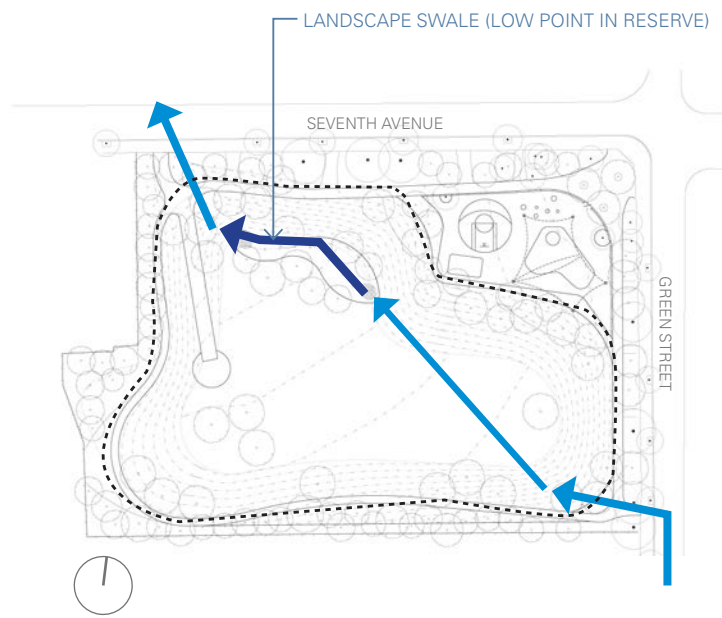 LANDSCAPE SWALE (LOW POINT IN RESERVE)
SEVENTH AVENUE
GREEN STREET